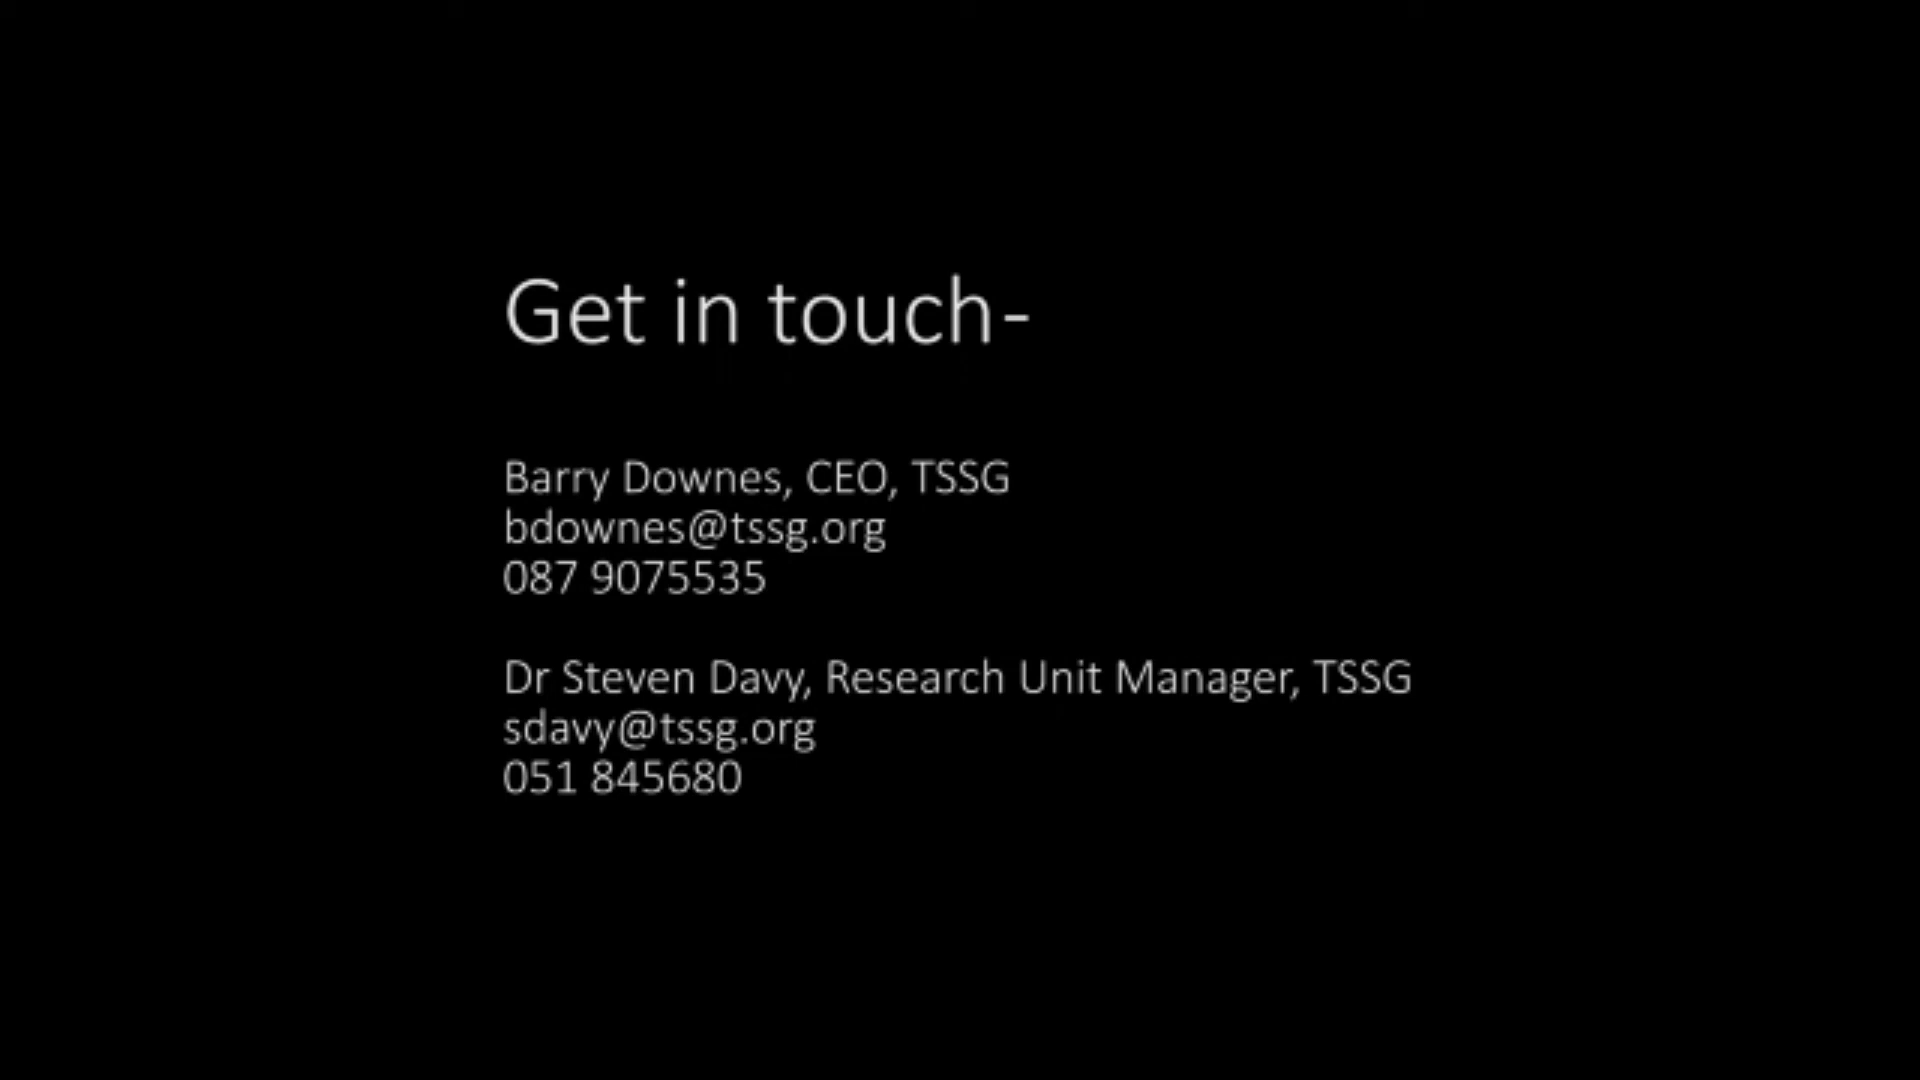 Get in touch-
Barry Downes, CEO, TSSG
bdownes@tssg.org
087 9075535
Dr Steven Davy, Research Unit Manager, TSSG
sdavy@tssg.org
051 845680